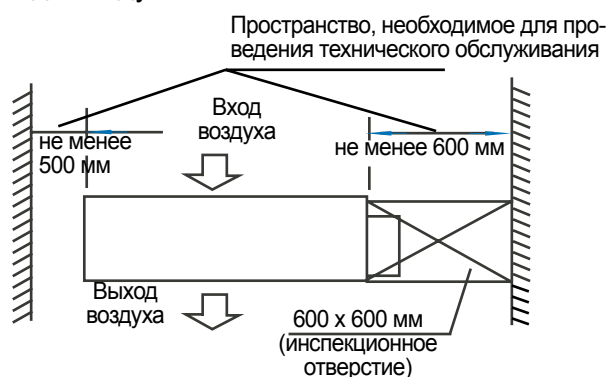 Пространство, необходимое для про-
ведения технического обслуживания
Вход
воздуха
не менее
500 мм
не менее 600 мм
Выход
воздуха
600 x 600 мм
(инспекционное
отверстие)